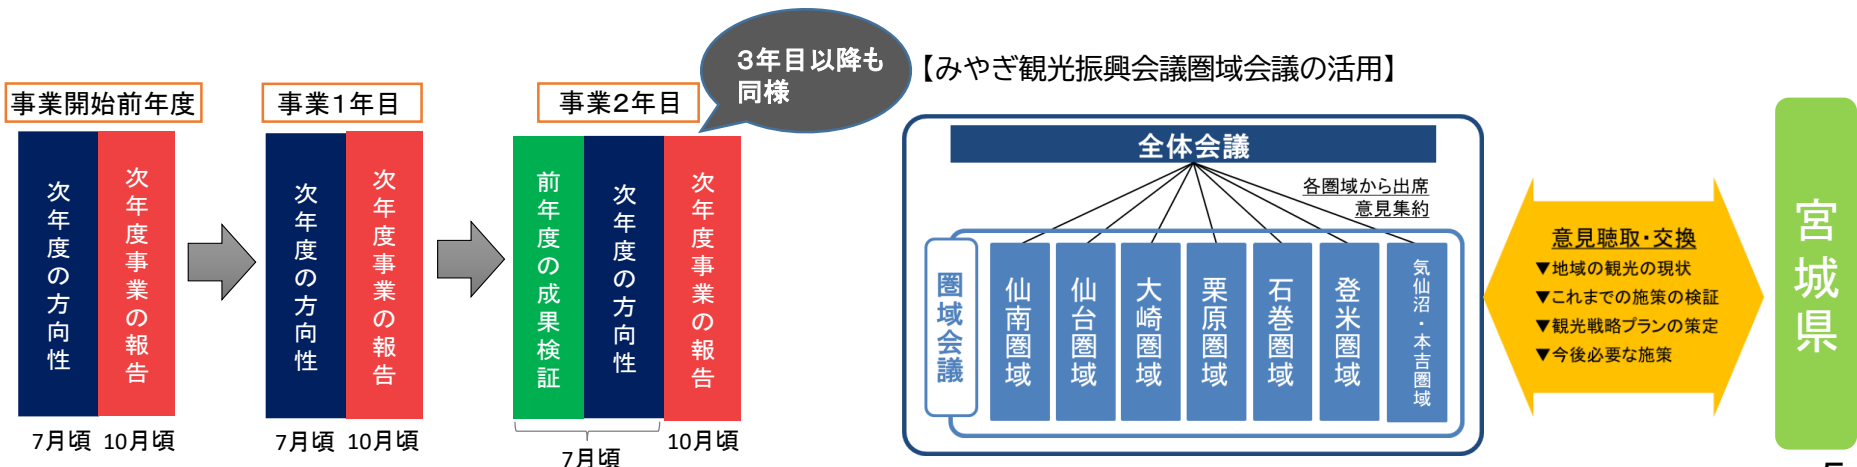 事業開始前年度
次年度の方向性
次年度事業の報告
7月頃
10月頃
事業1年目
次年度の方向性
次年度事業の報告
7月頃
10月頃
事業2年目
前年度の成果検証
次年度の方向性
次年度事業の報告
7月頃
10月頃
3年目以降も
同様
【みやぎ観光振興会議圏域会議の活用】
全体会議
各圏域から出席
意見集約
圏域会議
仙南圏域
仙台圏域
大崎圏域
栗原圏域
石巻圏域
登米圏域
気仙沼・本吉圏域
意見聴取・交換
▼地域の観光の現状
▼これまでの施策の検証
▼観光戦略プランの策定
▼今後必要な施策
宮城県